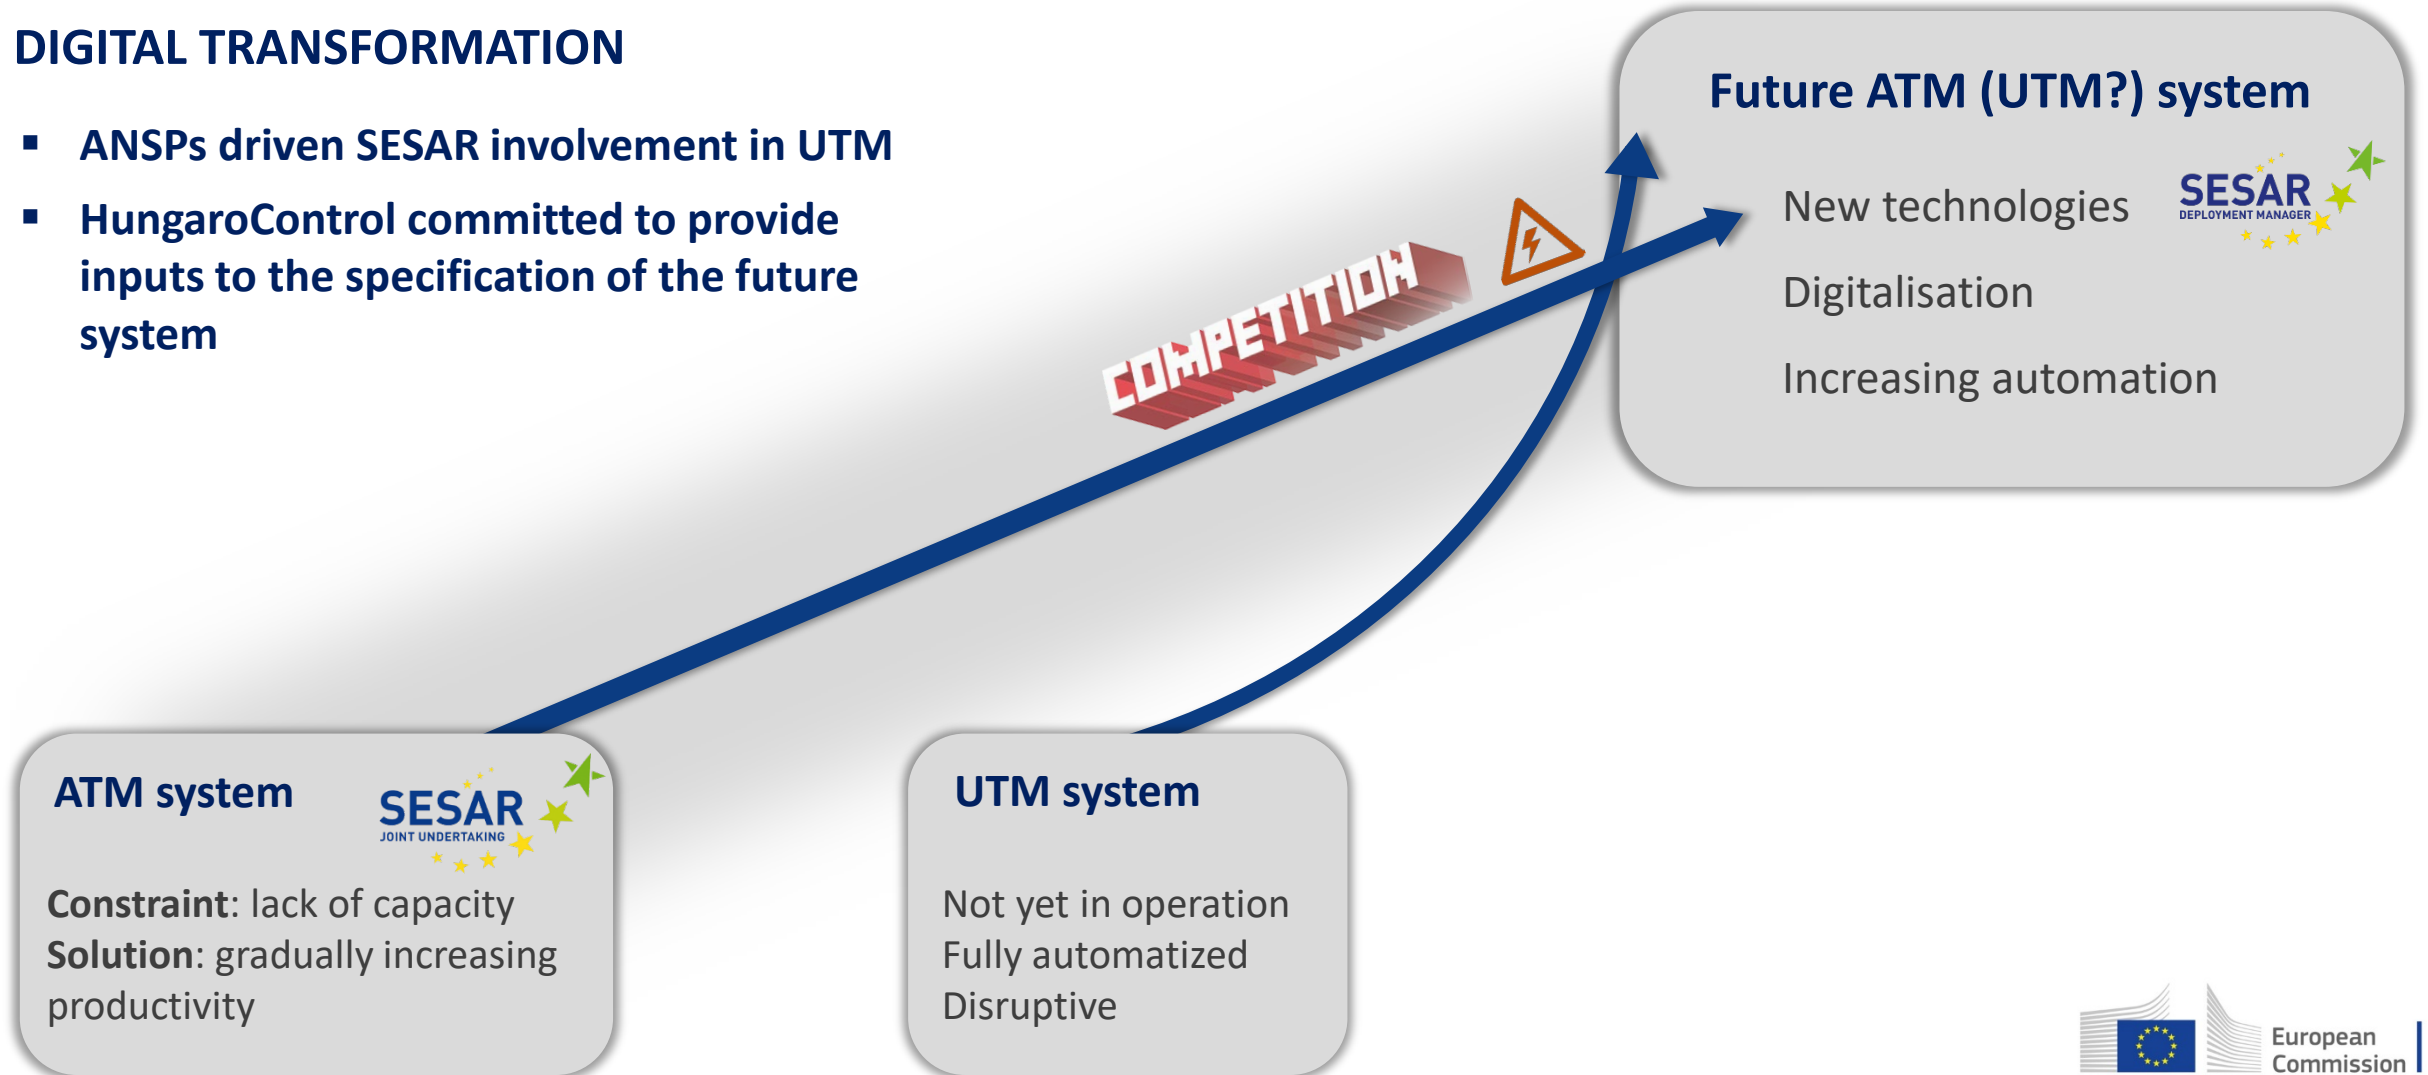 DIGITAL TRANSFORMATION
▪ ANSPs driven SESAR involvement in UTM
▪ HungaroControl committed to provide
inputs to the specification of the future
system
COMPETITION
Future ATM (UTM?) system
New technologies
SESAR
DEPLOYMENT MANAGER
Digitalisation
Increasing automation
ATM system
SESAR
JOINT UNDERTAKING
Constraint: lack of capacity
Solution: gradually increasing
productivity
UTM system
Not yet in operation
Fully automatized
Disruptive
European
Commission